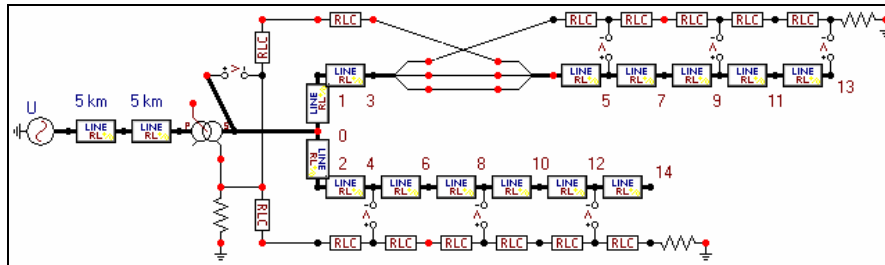 RLC RLC RLC RLC RLC
RLC
+ V -
5 km 5 km
U
LINE RL LINE RL
P S
LINE RL
LINE RL
1 3
LINE RL LINE RL LINE RL LINE RL LINE RL
- V + - V + - V +
5 7 9 11 13
0
LINE RL
2 4 6 8 10 12 14
LINE RL LINE RL LINE RL LINE RL LINE RL LINE RL
- V + - V + - V +
RLC
RLC RLC RLC RLC RLC RLC